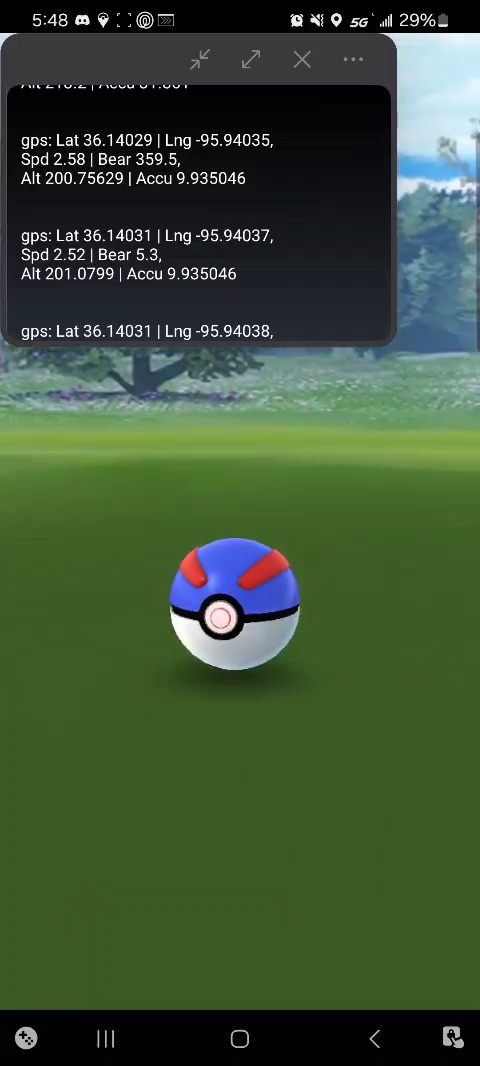 5:48
5G
29%
gps: Lat 36.14029 | Lng -95.94035,
Spd 2.58 | Bear 359.5,
Alt 200.75629 | Accu 9.935046
gps: Lat 36.14031 | Lng -95.94037,
Spd 2.52 | Bear 5.3,
Alt 201.0799 | Accu 9.935046
gps: Lat 36.14031 | Lng -95.94038,